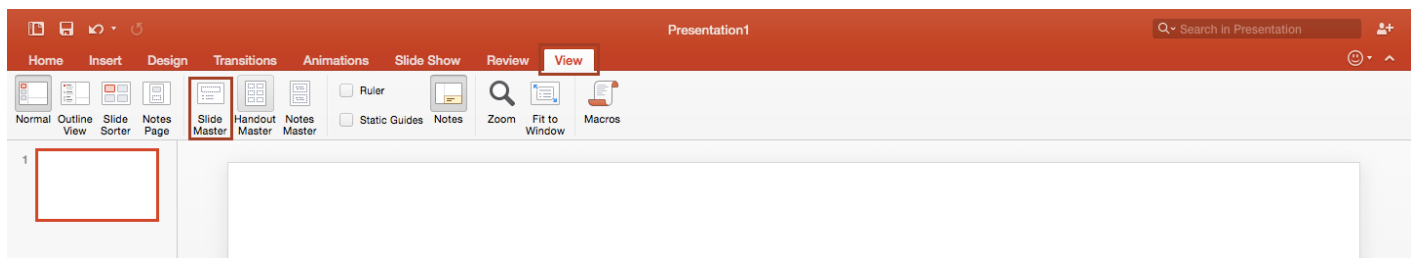 Presentation1
Search in Presentation
Home Insert Design Transitions Animations Slide Show Review View
Normal Outline Slide Notes Slide Handout Notes Ruler Static Guides Notes Zoom Fit to Macros
View Sorter Page Master Master Master Window
1